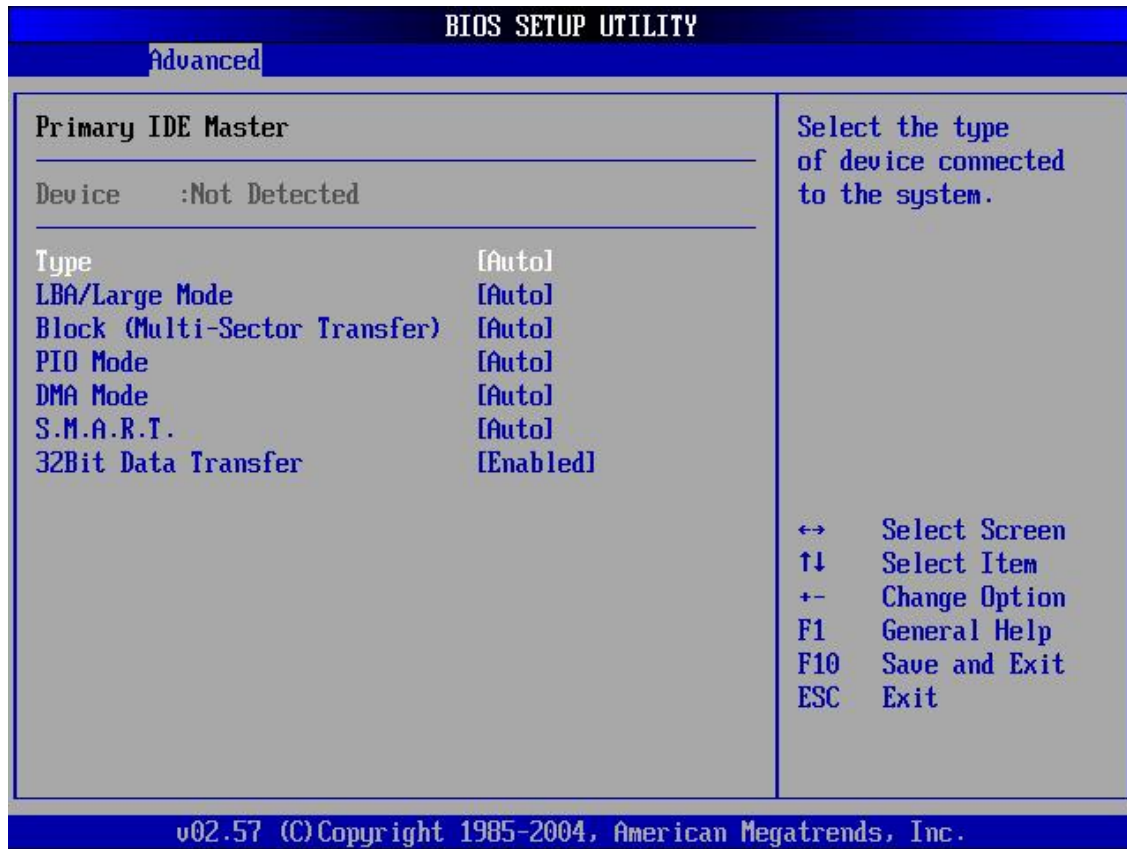 BIOS SETUP UTILITY
Advanced
Primary IDE Master
Device :Not Detected
Type [Auto]
LBA/Large Mode [Auto]
Block (Multi-Sector Transfer) [Auto]
PIO Mode [Auto]
DMA Mode [Auto]
S.M.A.R.T. [Auto]
32Bit Data Transfer [Enabled]
Select the type
of device connected
to the system.
←→ Select Screen
↑↓ Select Item
+- Change Option
F1 General Help
F10 Save and Exit
ESC Exit
v02.57 (C)Copyright 1985-2004, American Megatrends, Inc.